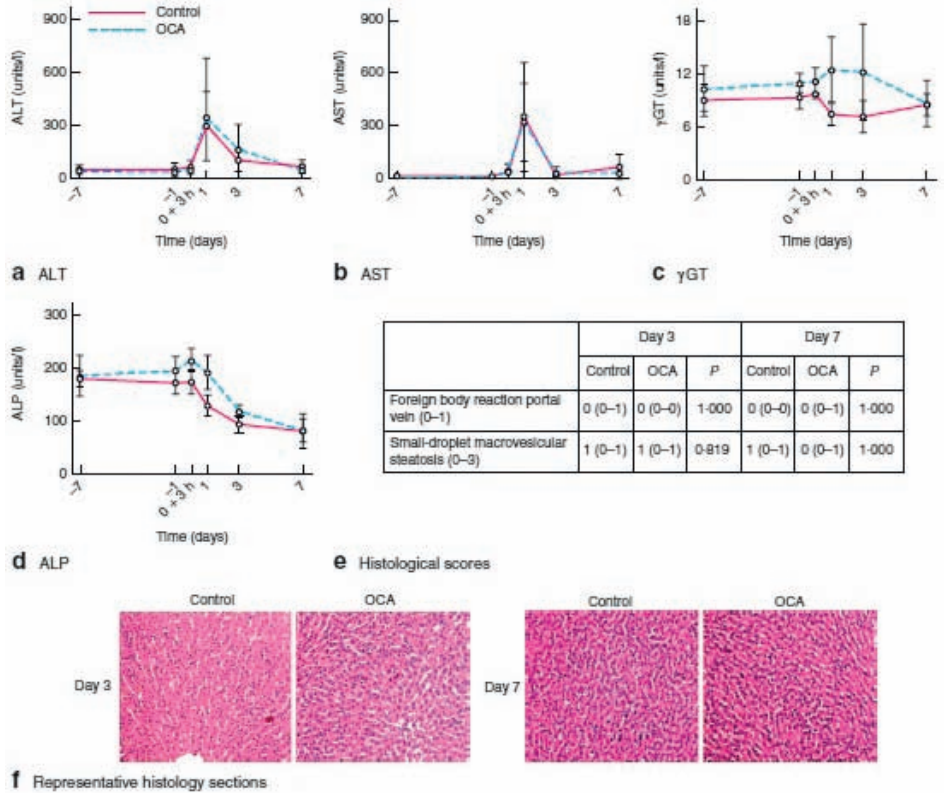 Control
OCA
900
600
300
0
ALT (units/l)
–7
–1
0 + 3 h
1
3
7
Time (days)
a ALT
900
600
300
0
AST (units/l)
–7
–1
0 + 3 h
1
3
7
Time (days)
b AST
18
12
6
0
γGT (units/l)
–7
–1
0 + 3 h
1
3
7
Time (days)
c γGT
300
200
100
0
ALP (units/l)
–7
–1
0 + 3 h
1
3
7
Time (days)
d ALP
Day 3 Day 7
Control OCA P Control OCA P
Foreign body reaction portal
vein (0–1) 0 (0–1) 0 (0–0) 1·000 0 (0–0) 0 (0–1) 1·000
Small-droplet macrovesicular
steatosis (0–3) 1 (0–1) 1 (0–1) 0·819 1 (0–1) 0 (0–1) 1·000
e Histological scores
Control OCA Control OCA
Day 3 Day 7
f Representative histology sections